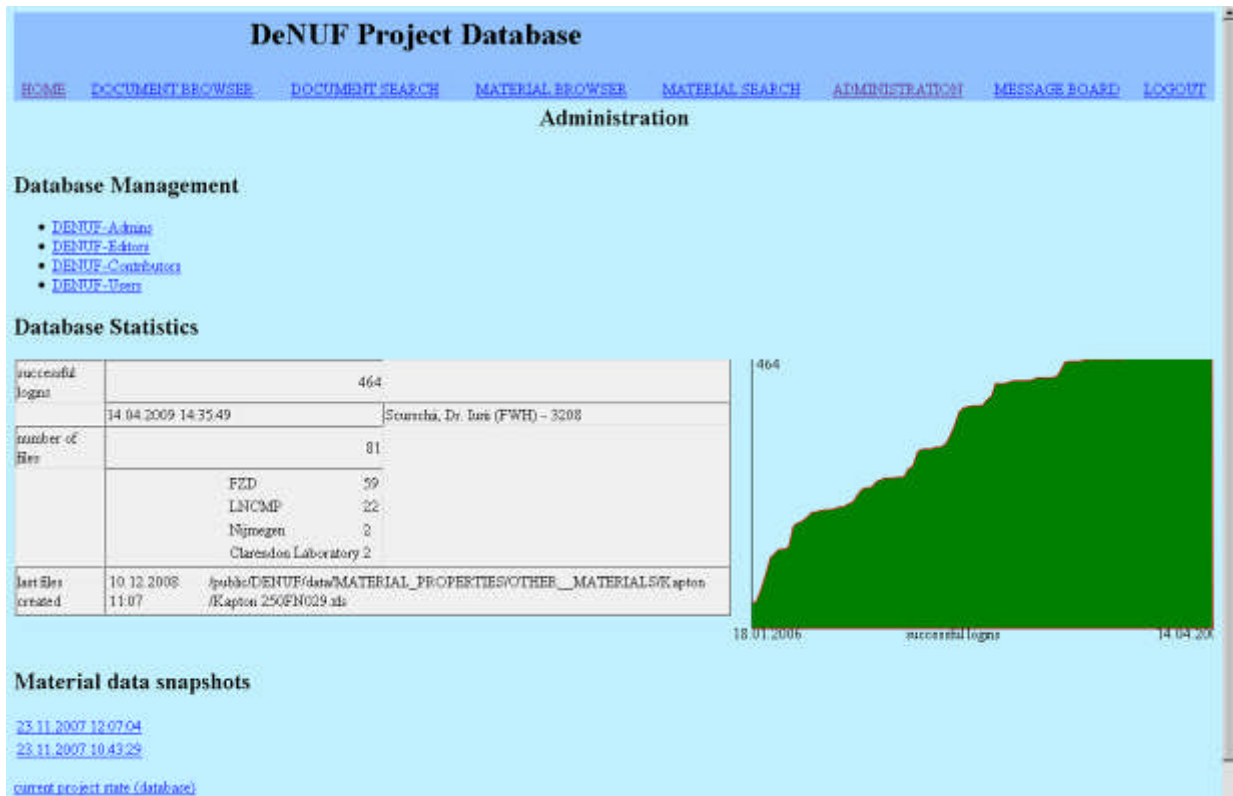 DeNUF Project Database
HOME DOCUMENT BROWSER DOCUMENT SEARCH MATERIAL BROWSER MATERIAL SEARCH ADMINISTRATION MESSAGE BOARD LOGOUT
Administration
Database Management
DENUF-Admins
DENUF-Editors
DENUF-Contributors
DENUF-Users
Database Statistics
successful
logins
464
14.04.2009 14:35:49 Dr. (FWH) - 3208
number of
files
81
FZD 59
LNCMP 22
Nijmegen 2
Clarendon Laboratory 2
last files
created
10.12.2008
11:07
/public/DENUF/data/MATERIAL_PROPERTIES/OTHER__MATERIALS/Kapton
/Kapton 250FN029.xls
464
18.01.2006 successful logins 14.04.200
Material data snapshots
23.11.2007 12:07:04
23.11.2007 10:43:29
current project state (database)